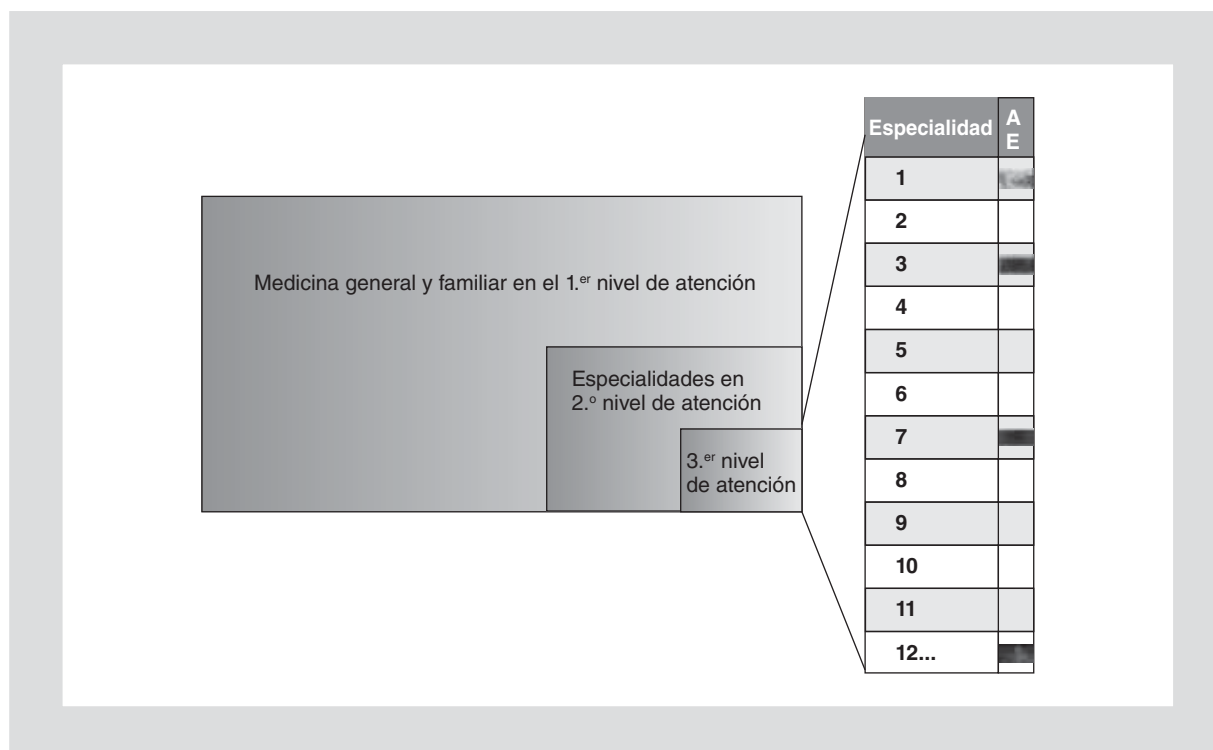 Medicina general y familiar en el 1.er nivel de atención
Especialidades en
2.º nivel de atención
3.er nivel
de atención
Especialidad
A
E
1
2
3
4
5
6
7
8
9
10
11
12...